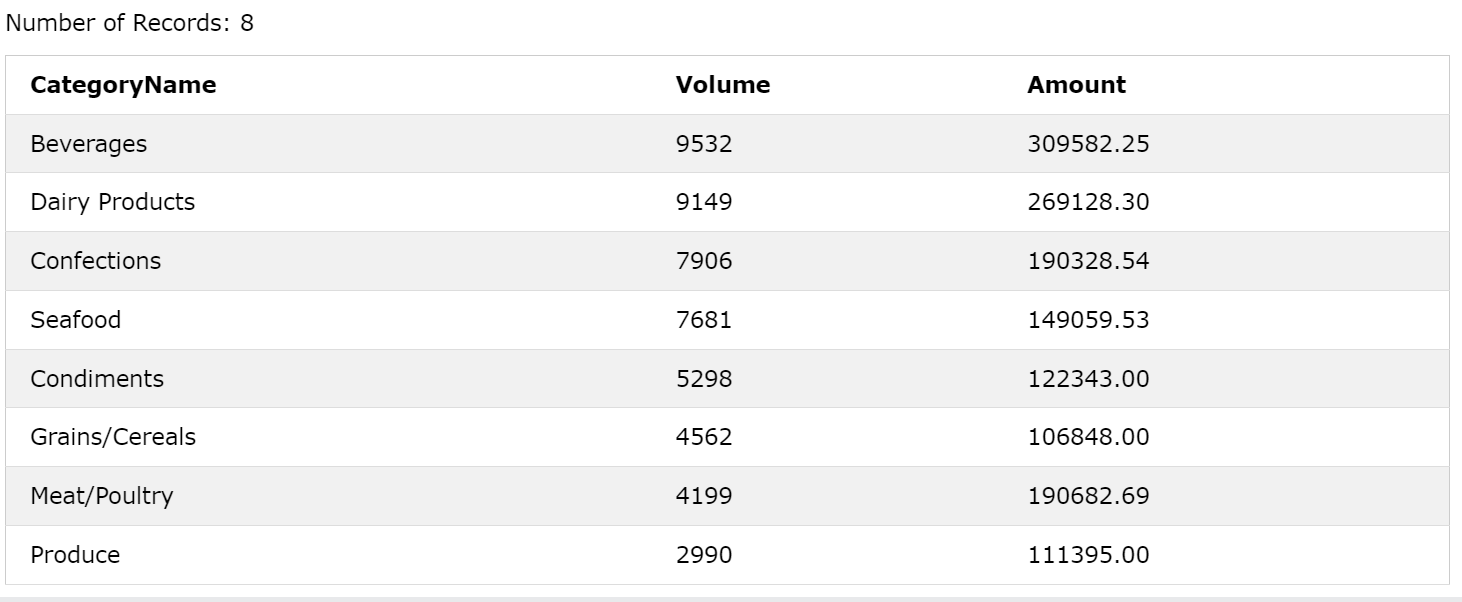 Number of Records: 8
CategoryName Volume Amount
Beverages 9532 309582.25
Dairy Products 9149 269128.30
Confections 7906 190328.54
Seafood 7681 149059.53
Condiments 5298 122343.00
Grains/Cereals 4562 106848.00
Meat/Poultry 4199 190682.69
Produce 2990 111395.00